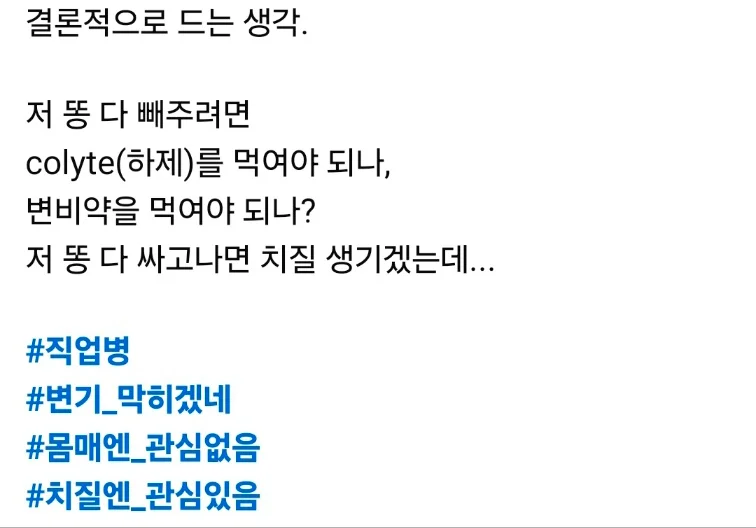 결론적으로 드는 생각.
저 똥 다 빼주려면
colyte(하제)를 먹여야 되나,
변비약을 먹여야 되나?
저 똥 다 싸고나면 치질 생기겠는데...
#직업병
#변기_막히겠네
#몸매엔_관심없음
#치질엔_관심있음